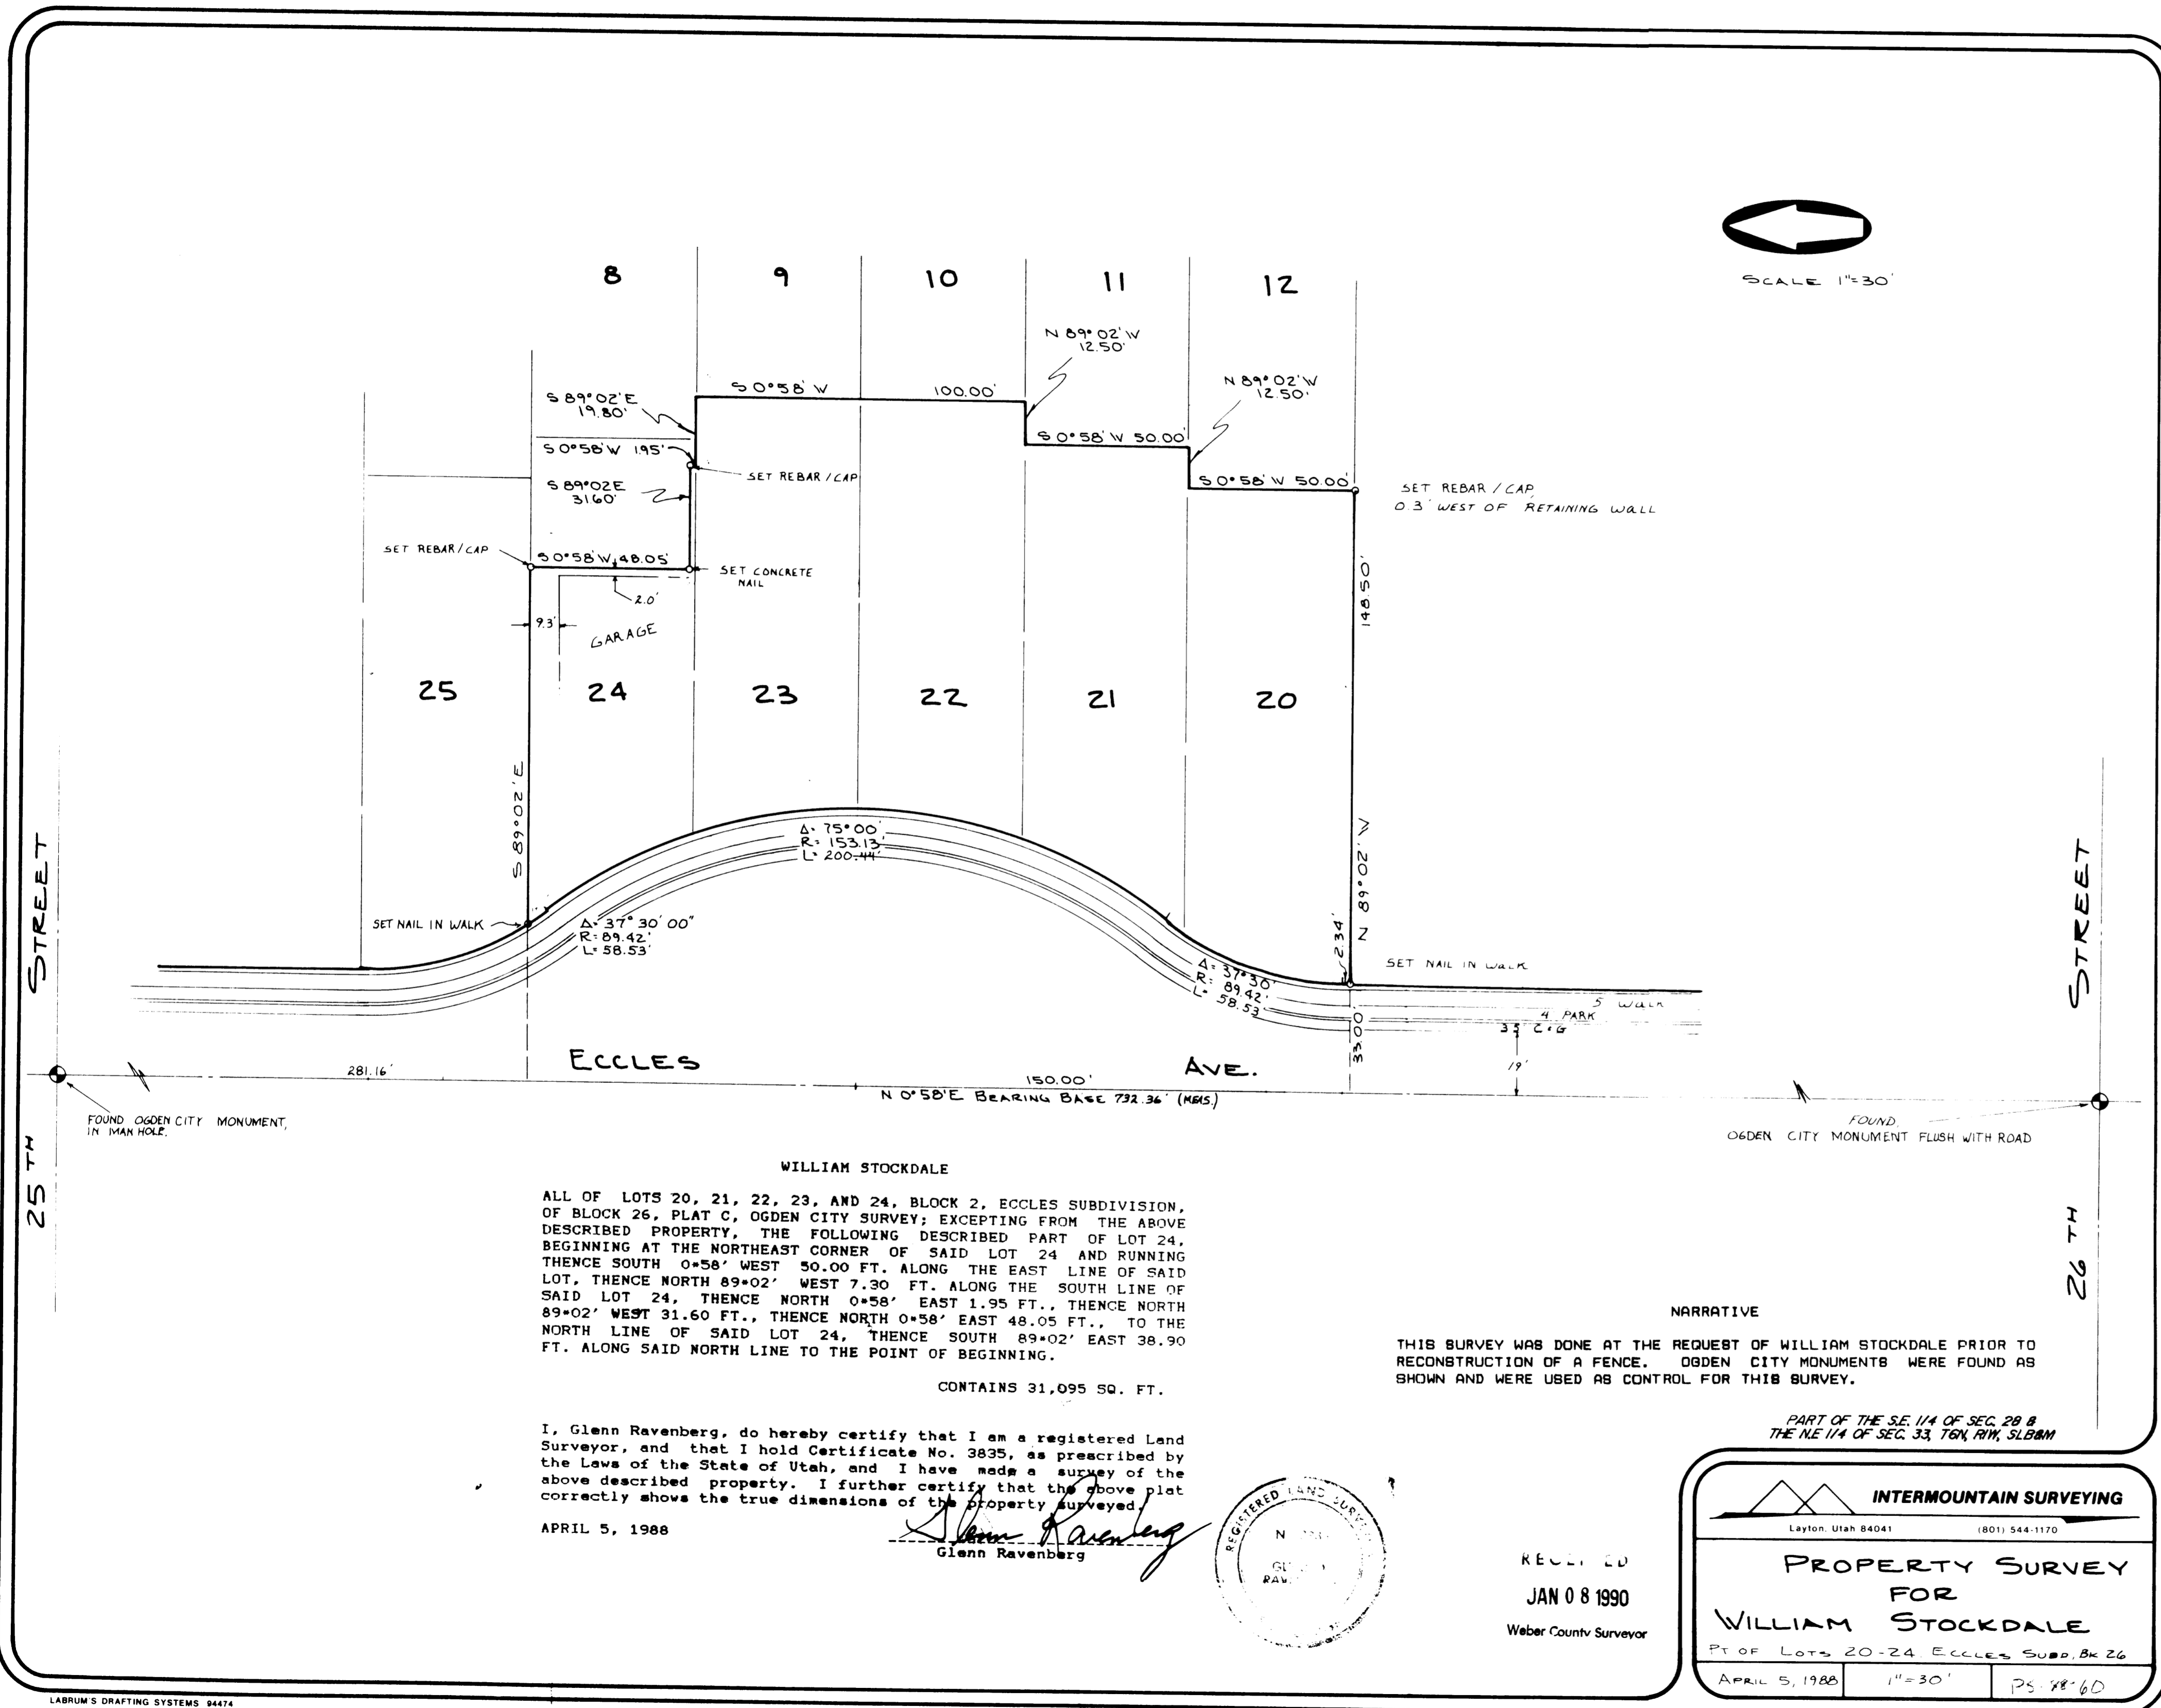 SCALE 1"=30'
8
9
10
11
12
N 89° 02' W
12.50'
N 89° 02' W
12.50'
S 0°58' W
100.00'
S 89° 02' E
19.80'
S 0°58' W 50.00'
S 0°58' W 1.95'
SET REBAR / CAP
S 89° 02 E
31.60'
S 0°58' W 50.00'
SET REBAR / CAP,
0.3' WEST OF RETAINING WALL
SET REBAR / CAP
S 0°58' W 48.05'
SET CONCRETE
NAIL
2.0'
9.3'
GARAGE
148.50'
25
24
23
22
21
20
S 89° 02' E
N 89° 02' W
Δ= 75° 00'
R= 153.13'
L= 200.44'
SET NAIL IN WALK
Δ= 37° 30' 00"
R= 89.42'
L= 58.53'
2.34'
SET NAIL IN WALK
Δ= 37° 30'
R= 89.42'
L= 58.53'
5 WALK
4 PARK
3.5 C & G
33.00'
19'
STREET
25 TH
STREET
26 TH
281.16'
ECCLES AVE.
150.00'
N 0°58' E BEARING BASE 732.36' (MEAS.)
FOUND OGDEN CITY MONUMENT,
IN MAN HOLE.
FOUND,
OGDEN CITY MONUMENT FLUSH WITH ROAD
WILLIAM STOCKDALE
ALL OF LOTS 20, 21, 22, 23, AND 24, BLOCK 2, ECCLES SUBDIVISION,
OF BLOCK 26, PLAT C, OGDEN CITY SURVEY; EXCEPTING FROM THE ABOVE
DESCRIBED PROPERTY, THE FOLLOWING DESCRIBED PART OF LOT 24,
BEGINNING AT THE NORTHEAST CORNER OF SAID LOT 24 AND RUNNING
THENCE SOUTH 0*58' WEST 50.00 FT. ALONG THE EAST LINE OF SAID
LOT, THENCE NORTH 89*02' WEST 7.30 FT. ALONG THE SOUTH LINE OF
SAID LOT 24, THENCE NORTH 0*58' EAST 1.95 FT., THENCE NORTH
89*02' WEST 31.60 FT., THENCE NORTH 0*58' EAST 48.05 FT., TO THE
NORTH LINE OF SAID LOT 24, THENCE SOUTH 89*02' EAST 38.90
FT. ALONG SAID NORTH LINE TO THE POINT OF BEGINNING.
CONTAINS 31,095 SQ. FT.
I, Glenn Ravenberg, do hereby certify that I am a registered Land
Surveyor, and that I hold Certificate No. 3835, as prescribed by
the Laws of the State of Utah, and I have made a survey of the
above described property. I further certify that the above plat
correctly shows the true dimensions of the property surveyed.
APRIL 5, 1988
Glenn Ravenberg
Glenn Ravenberg
REGISTERED LAND
NARRATIVE
THIS SURVEY WAS DONE AT THE REQUEST OF WILLIAM STOCKDALE PRIOR TO
RECONSTRUCTION OF A FENCE. OGDEN CITY MONUMENTS WERE FOUND AS
SHOWN AND WERE USED AS CONTROL FOR THIS SURVEY.
PART OF THE S.E. 1/4 OF SEC. 28 &
THE N.E 1/4 OF SEC. 33, T6N, R1W, SLB&M
JAN 08 1990
Weber County Surveyor
INTERMOUNTAIN SURVEYING
Layton, Utah 84041 (801) 544-1170
PROPERTY SURVEY
FOR
WILLIAM STOCKDALE
PT OF LOTS 20-24, ECCLES SUBD, BK 26
APRIL 5, 1988
1"=30'
LABRUM'S DRAFTING SYSTEMS 94474